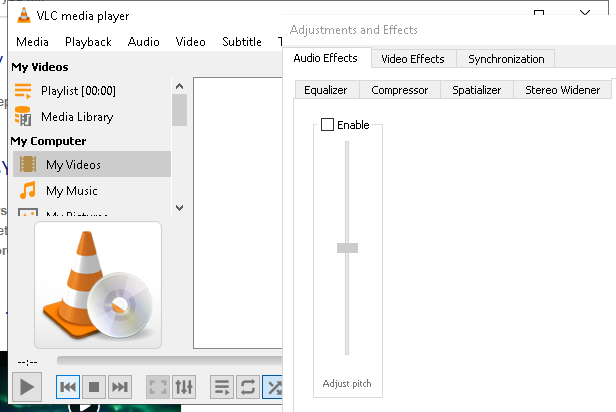 VLC media player
Media Playback Audio Video Subtitle
My Videos
Playlist [00:00]
Media Library
My Computer
My Videos
My Music
My Pictures
--:--
Adjustments and Effects
Audio Effects Video Effects Synchronization
Equalizer Compressor Spatializer Stereo Widener
Enable
Adjust pitch